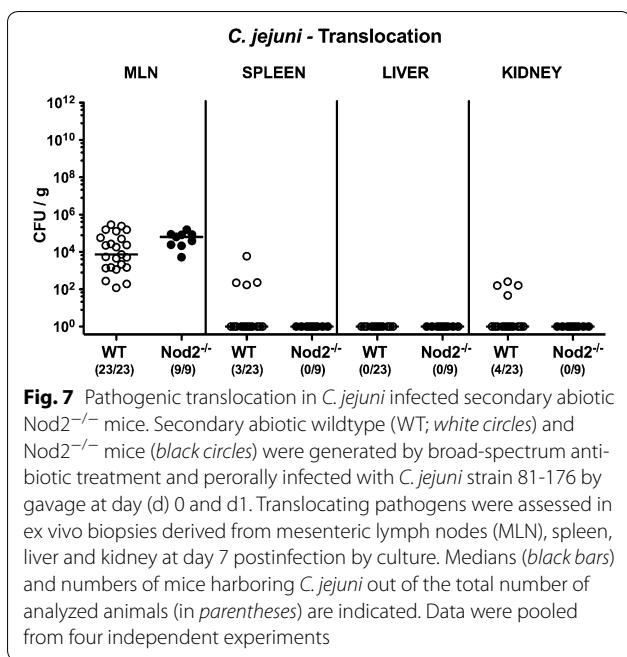 C. jejuni - Translocation
MLN SPLEEN LIVER KIDNEY
10¹²
10¹⁰
10⁸
10⁶
10⁴
10²
10⁰
CFU / g
WT Nod2⁻/⁻ WT Nod2⁻/⁻ WT Nod2⁻/⁻ WT Nod2⁻/⁻
(23/23) (9/9) (3/23) (0/9) (0/23) (0/9) (4/23) (0/9)
Fig. 7 Pathogenic translocation in C. jejuni infected secondary abiotic
Nod2⁻/⁻ mice. Secondary abiotic wildtype (WT; white circles) and
Nod2⁻/⁻ mice (black circles) were generated by broad-spectrum anti-
biotic treatment and perorally infected with C. jejuni strain 81-176 by
gavage at day (d) 0 and d1. Translocating pathogens were assessed in
ex vivo biopsies derived from mesenteric lymph nodes (MLN), spleen,
liver and kidney at day 7 postinfection by culture. Medians (black bars)
and numbers of mice harboring C. jejuni out of the total number of
analyzed animals (in parentheses) are indicated. Data were pooled
from four independent experiments